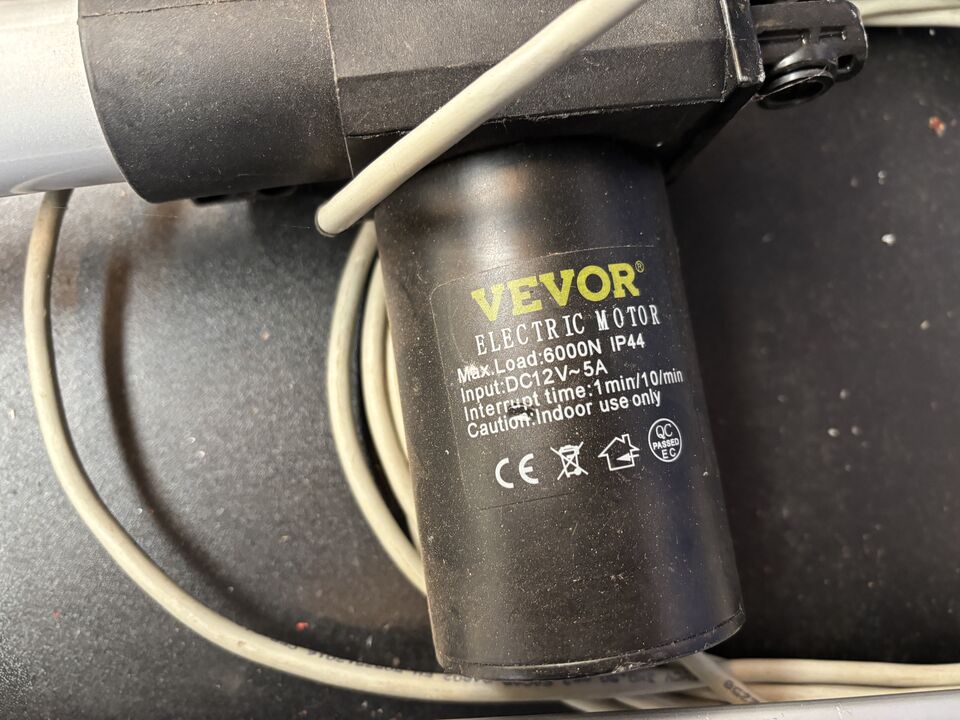 VEVOR®
ELECTRIC MOTOR
Max.Load:6000N IP44
Input:DC12V~5A
Interrupt time:1min/10/min
Caution:Indoor use only
CE
QC
PASSED
EC